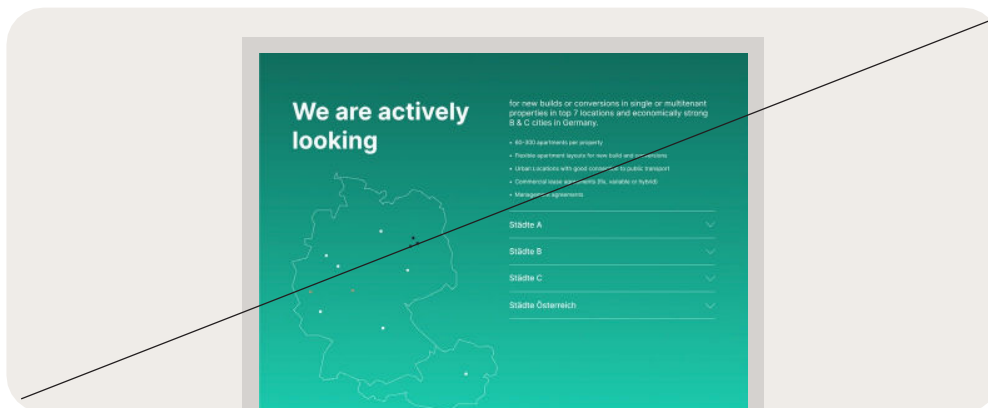 We are actively
looking
for new builds or conversions in single or multitenant
properties in top 7 locations and economically strong
B & C cities in Germany.
• 60-300 apartments per property
• Flexible apartment layouts for new build and conversions
• Urban Locations with good connection to public transport
• Commercial lease agreements (fix, variable or hybrid)
• Management agreements
Städte A
Städte B
Städte C
Städte Österreich